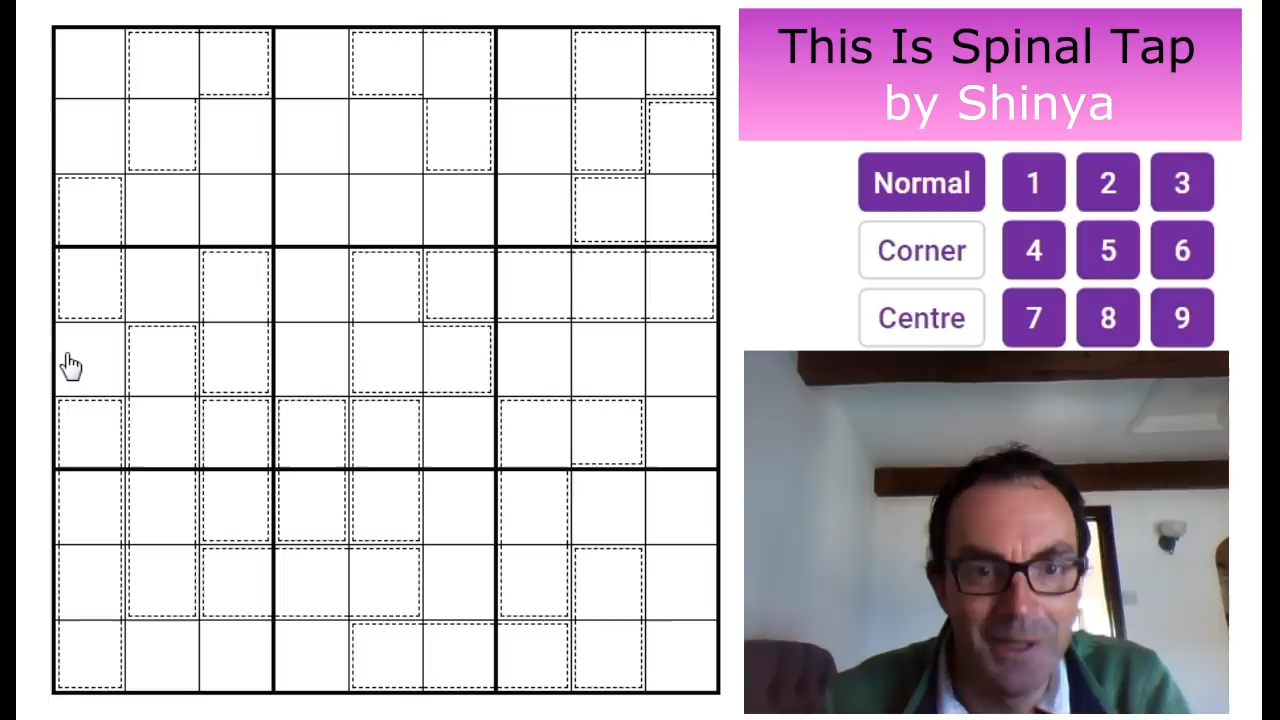 This Is Spinal Tap
by Shinya
Normal 1 2 3
Corner 4 5 6
Centre 7 8 9